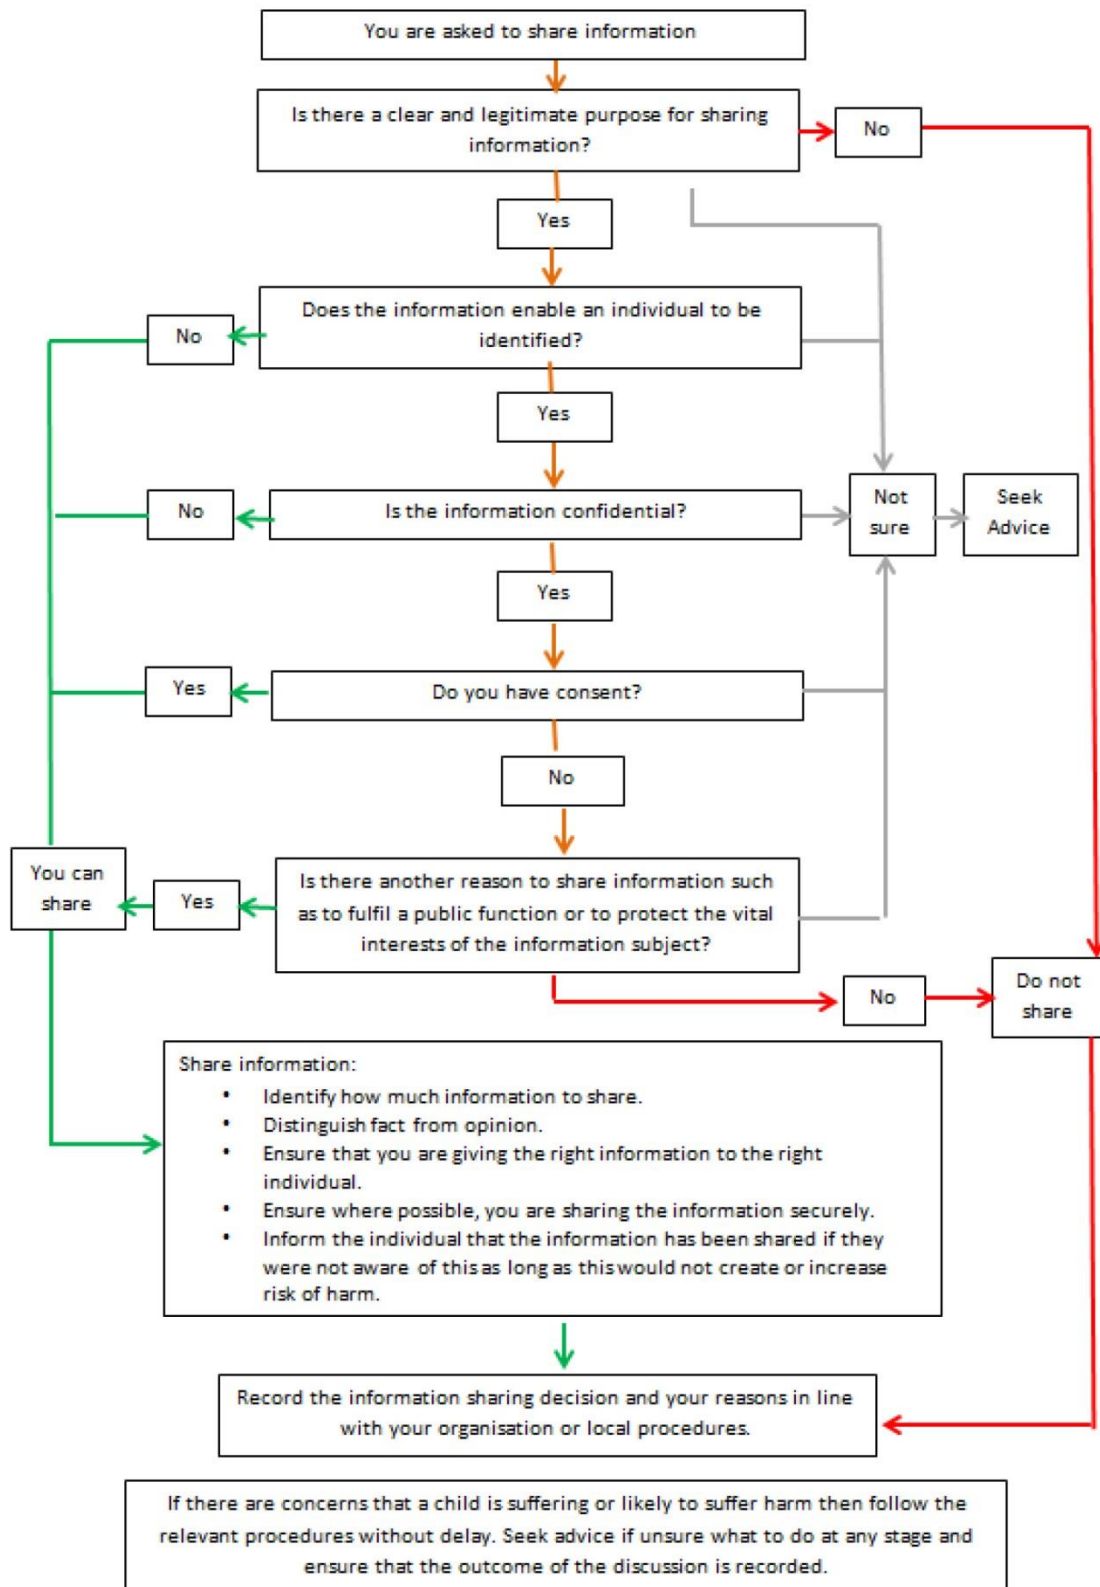 You are asked to share information
Is there a clear and legitimate purpose for sharing
information?
No
Yes
Does the information enable an individual to be
identified?
No
Yes
Is the information confidential?
No
Not
sure
Seek
Advice
Yes
Do you have consent?
Yes
No
Is there another reason to share information such
as to fulfil a public function or to protect the vital
interests of the information subject?
Yes
You can
share
No
Do not
share
Share information:
• Identify how much information to share.
• Distinguish fact from opinion.
• Ensure that you are giving the right information to the right
individual.
• Ensure where possible, you are sharing the information securely.
• Inform the individual that the information has been shared if they
were not aware of this as long as this would not create or increase
risk of harm.
Record the information sharing decision and your reasons in line
with your organisation or local procedures.
If there are concerns that a child is suffering or likely to suffer harm then follow the
relevant procedures without delay. Seek advice if unsure what to do at any stage and
ensure that the outcome of the discussion is recorded.